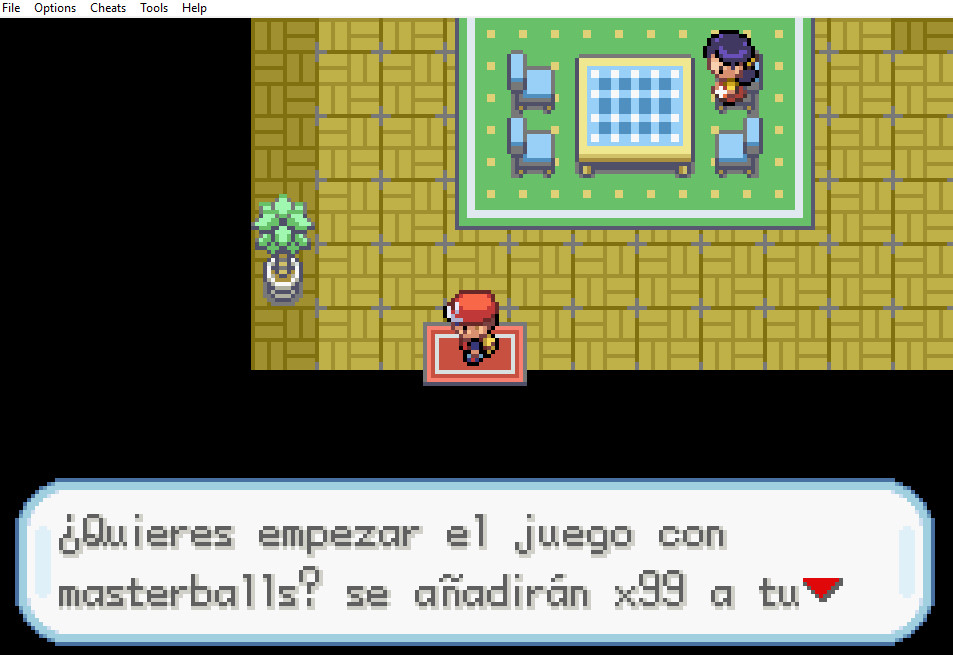 File Options Cheats Tools Help
¿Quieres empezar el juego con
masterballs? se añadirán x99 a tu